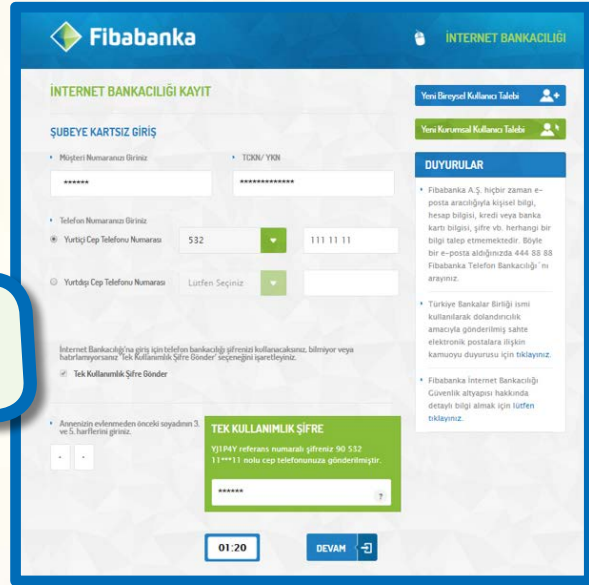 Fibabanka
İNTERNET BANKACILIĞI
İNTERNET BANKACILIĞI KAYIT
ŞUBEYE KARTSIZ GİRİŞ
Müşteri Numaranızı Giriniz
TCKN/ YKN
******
*************
Telefon Numaranızı Giriniz
Yurtiçi Cep Telefonu Numarası
532
111 11 11
Yurtdışı Cep Telefonu Numarası
Lütfen Seçiniz
İnternet Bankacılığı'na giriş için telefon bankacılığı şifrenizi kullanacaksınız, bilmiyor veya
hatırlamıyorsanız 'Tek Kullanımlık Şifre Gönder' seçeneğini işaretleyiniz.
Tek Kullanımlık Şifre Gönder
Annenizin evlenmeden önceki soyadının 3.
ve 5. harflerini giriniz.
TEK KULLANIMLIK ŞİFRE
YJ1P4Y referans numaralı şifreniz 90 532
11***11 nolu cep telefonunuza gönderilmiştir.
******
?
01:20
DEVAM
Yeni Bireysel Kullanıcı Talebi
Yeni Kurumsal Kullanıcı Talebi
DUYURULAR
Fibabanka A.Ş. hiçbir zaman e-
posta aracılığıyla kişisel bilgi,
hesap bilgisi, kredi veya banka
kartı bilgisi, şifre vb. herhangi bir
bilgi talep etmemektedir. Böyle
bir e-posta aldığınızda 444 88 88
Fibabanka Telefon Bankacılığı`nı
arayınız.
Türkiye Bankalar Birliği ismi
kullanılarak dolandırıcılık
amacıyla gönderilmiş sahte
elektronik postalara ilişkin
kamuoyu duyurusu için tıklayınız.
Fibabanka İnternet Bankacılığı
Güvenlik altyapısı hakkında
detaylı bilgi almak için lütfen
tıklayınız.